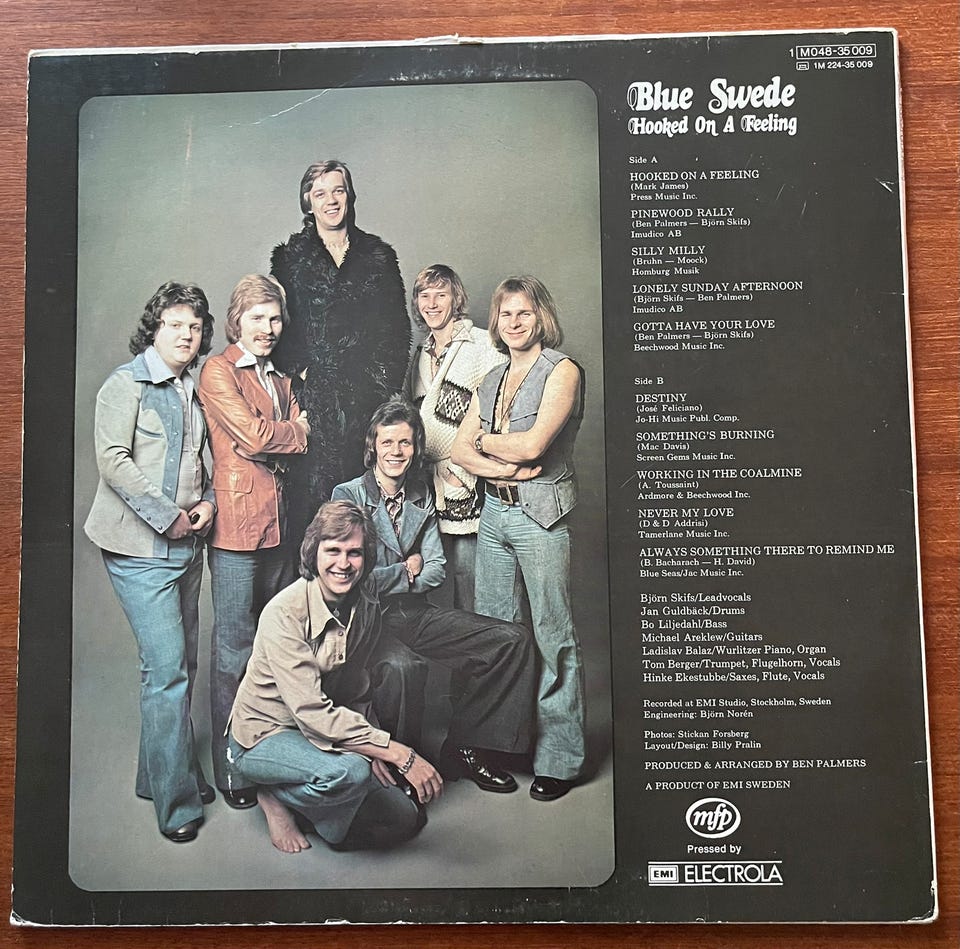 1 M048-35 009
1M 224-35 009
Blue Swede
Hooked On A Feeling
Side A
HOOKED ON A FEELING
(Mark James)
Press Music Inc.
PINEWOOD RALLY
(Ben Palmers — Björn Skifs)
Imudico AB
SILLY MILLY
(Bruhn — Moock)
Homburg Musik
LONELY SUNDAY AFTERNOON
(Björn Skifs — Ben Palmers)
Imudico AB
GOTTA HAVE YOUR LOVE
(Ben Palmers — Björn Skifs)
Beechwood Music Inc.
Side B
DESTINY
(José Feliciano)
Jo-Hi Music Publ. Comp.
SOMETHING'S BURNING
(Mac Davis)
Screen Gems Music Inc.
WORKING IN THE COALMINE
(A. Toussaint)
Ardmore & Beechwood Inc.
NEVER MY LOVE
(D & D Addrisi)
Tamerlane Music Inc.
ALWAYS SOMETHING THERE TO REMIND ME
(B. Bacharach — H. David)
Blue Seas/Jac Music Inc.
Björn Skifs/Leadvocals
Jan Guldbäck/Drums
Bo Liljedahl/Bass
Michael Areklew/Guitars
Ladislav Balaz/Wurlitzer Piano, Organ
Tom Berger/Trumpet, Flugelhorn, Vocals
Hinke Ekestubbe/Saxes, Flute, Vocals
Recorded at EMI Studio, Stockholm, Sweden
Engineering: Björn Norén
Photos: Stickan Forsberg
Layout/Design: Billy Pralin
PRODUCED & ARRANGED BY BEN PALMERS
A PRODUCT OF EMI SWEDEN
mfp
Pressed by
EMI ELECTROLA